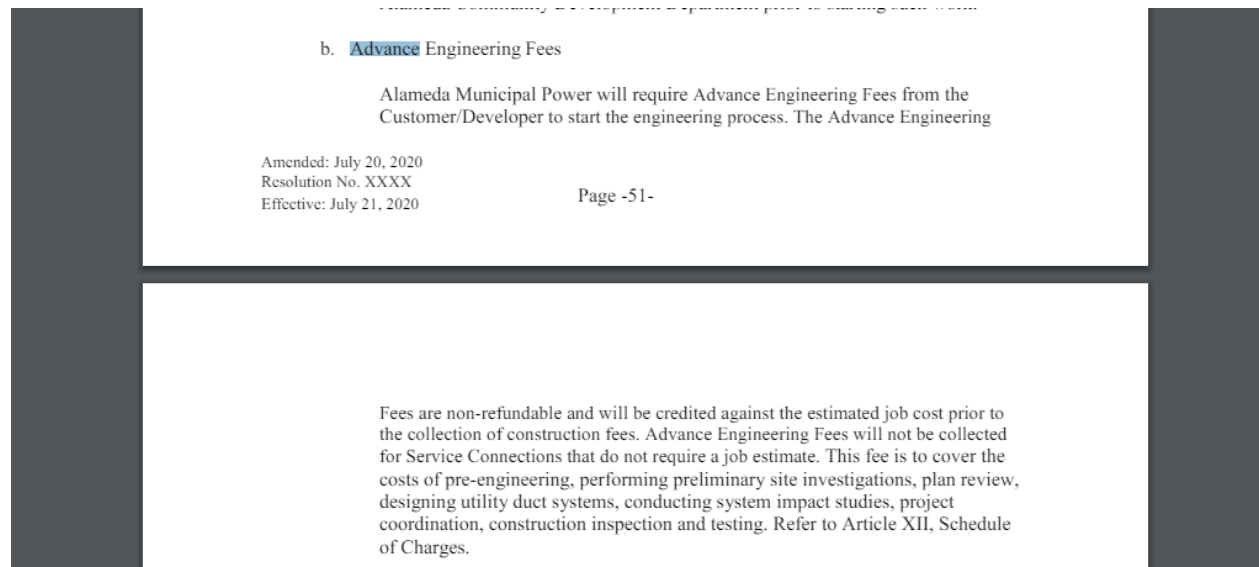 b. Advance Engineering Fees
Alameda Municipal Power will require Advance Engineering Fees from the
Customer/Developer to start the engineering process. The Advance Engineering
Amended: July 20, 2020
Resolution No. XXXX
Effective: July 21, 2020
Page -51-
Fees are non-refundable and will be credited against the estimated job cost prior to
the collection of construction fees. Advance Engineering Fees will not be collected
for Service Connections that do not require a job estimate. This fee is to cover the
costs of pre-engineering, performing preliminary site investigations, plan review,
designing utility duct systems, conducting system impact studies, project
coordination, construction inspection and testing. Refer to Article XII, Schedule
of Charges.